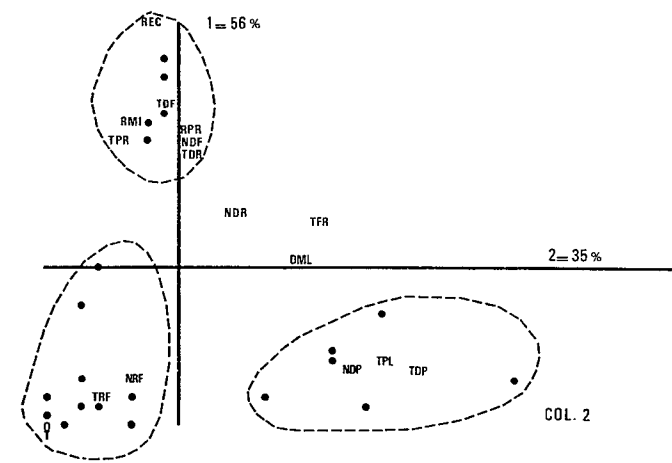 REC
1 = 56 %
TDF
RMI
RPR
TPR
NDF
TDR
NDR
TFR
DML
2 = 35 %
NDP
TPL
TDP
NRF
TRF
COL. 2